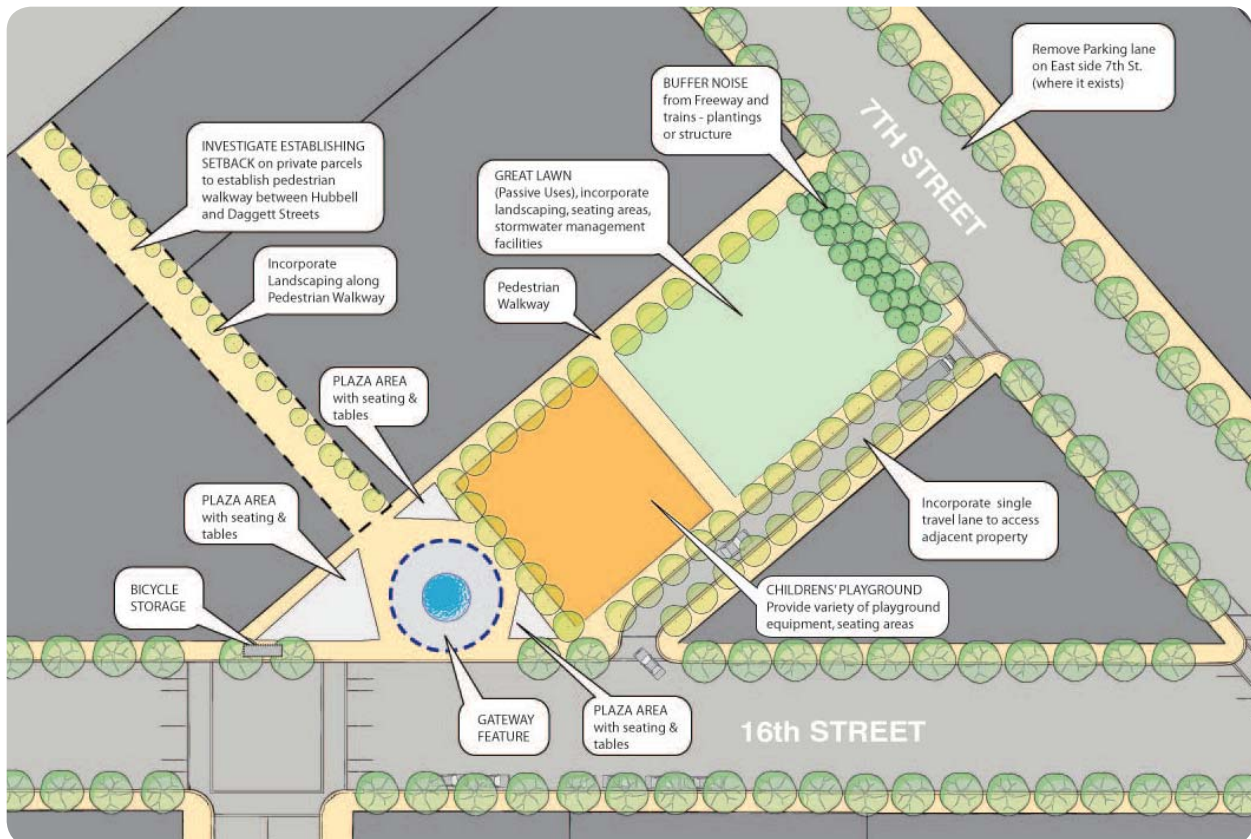 Remove Parking lane
on East side 7th St.
(where it exists)
BUFFER NOISE
from Freeway and
trains - plantings
or structure
7TH STREET
INVESTIGATE ESTABLISHING
SETBACK on private parcels
to establish pedestrian
walkway between Hubbell
and Daggett Streets
GREAT LAWN
(Passive Uses), incorporate
landscaping, seating areas,
stormwater management
facilities
Incorporate
Landscaping along
Pedestrian Walkway
Pedestrian
Walkway
PLAZA AREA
with seating &
tables
PLAZA AREA
with seating &
tables
Incorporate single
travel lane to access
adjacent property
BICYCLE
STORAGE
CHILDRENS' PLAYGROUND
Provide variety of playground
equipment, seating areas
GATEWAY
FEATURE
PLAZA AREA
with seating &
tables
16th STREET